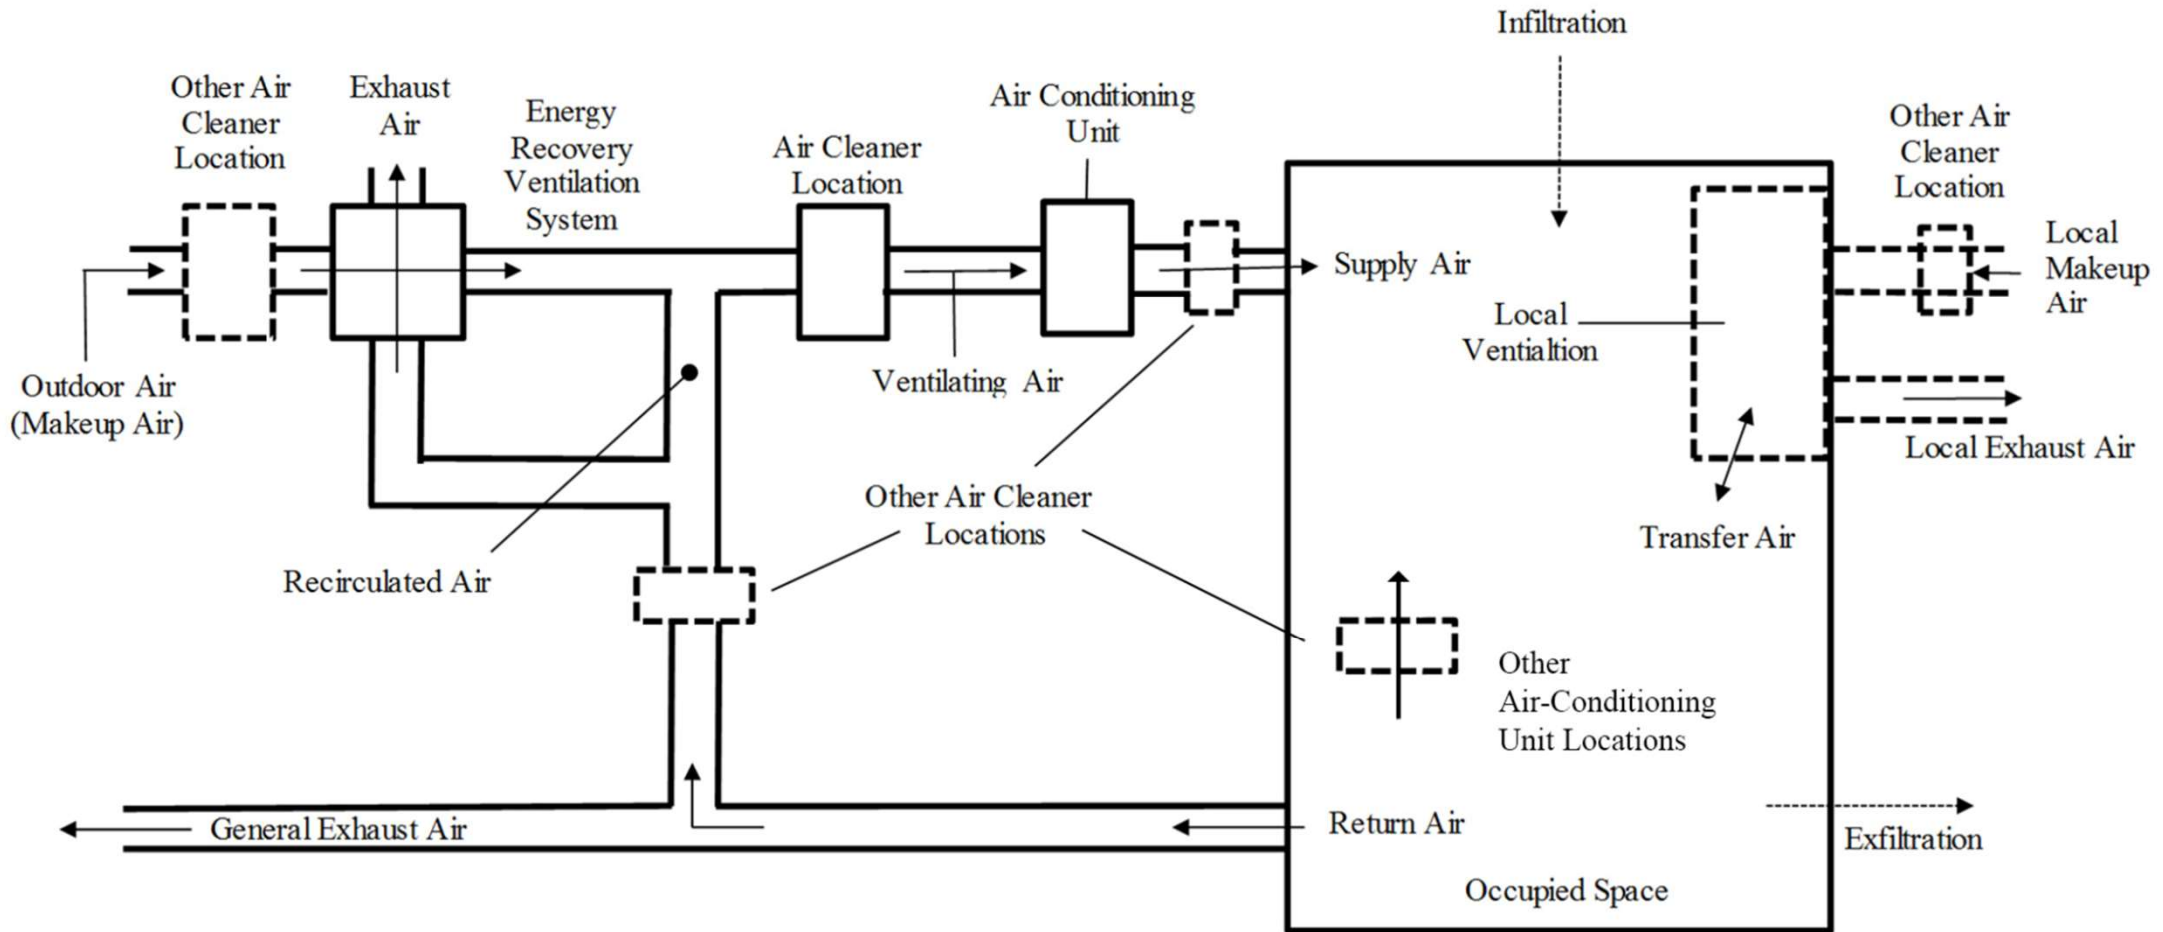 Infiltration
Other Air
Cleaner
Location
Exhaust
Air
Energy
Recovery
Ventilation
System
Air Cleaner
Location
Air Conditioning
Unit
Other Air
Cleaner
Location
Local
Makeup
Air
Supply Air
Local
Ventialtion
Outdoor Air
(Makeup Air)
Ventilating Air
Local Exhaust Air
Other Air Cleaner
Locations
Transfer Air
Recirculated Air
Other
Air-Conditioning
Unit Locations
General Exhaust Air
Return Air
Exfiltration
Occupied Space